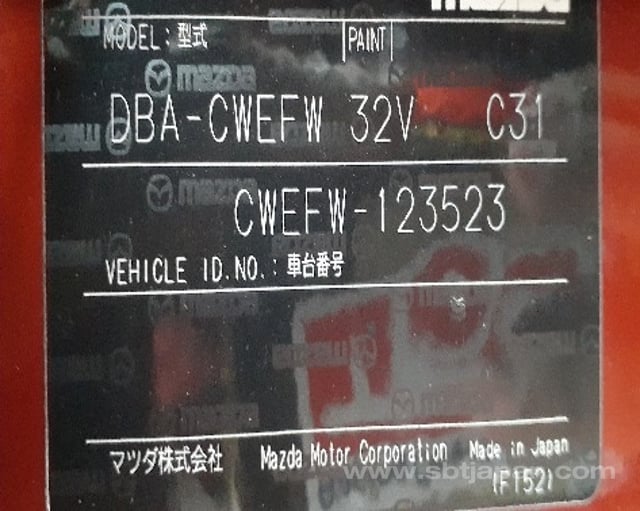 mazda
MODEL : 型式 PAINT
DBA-CWEFW 32V C31
CWEFW-123523
VEHICLE ID.NO.: 車台番号
マツダ株式会社 Mazda Motor Corporation Made in Japan
www.sbtjapan.com
(F152)